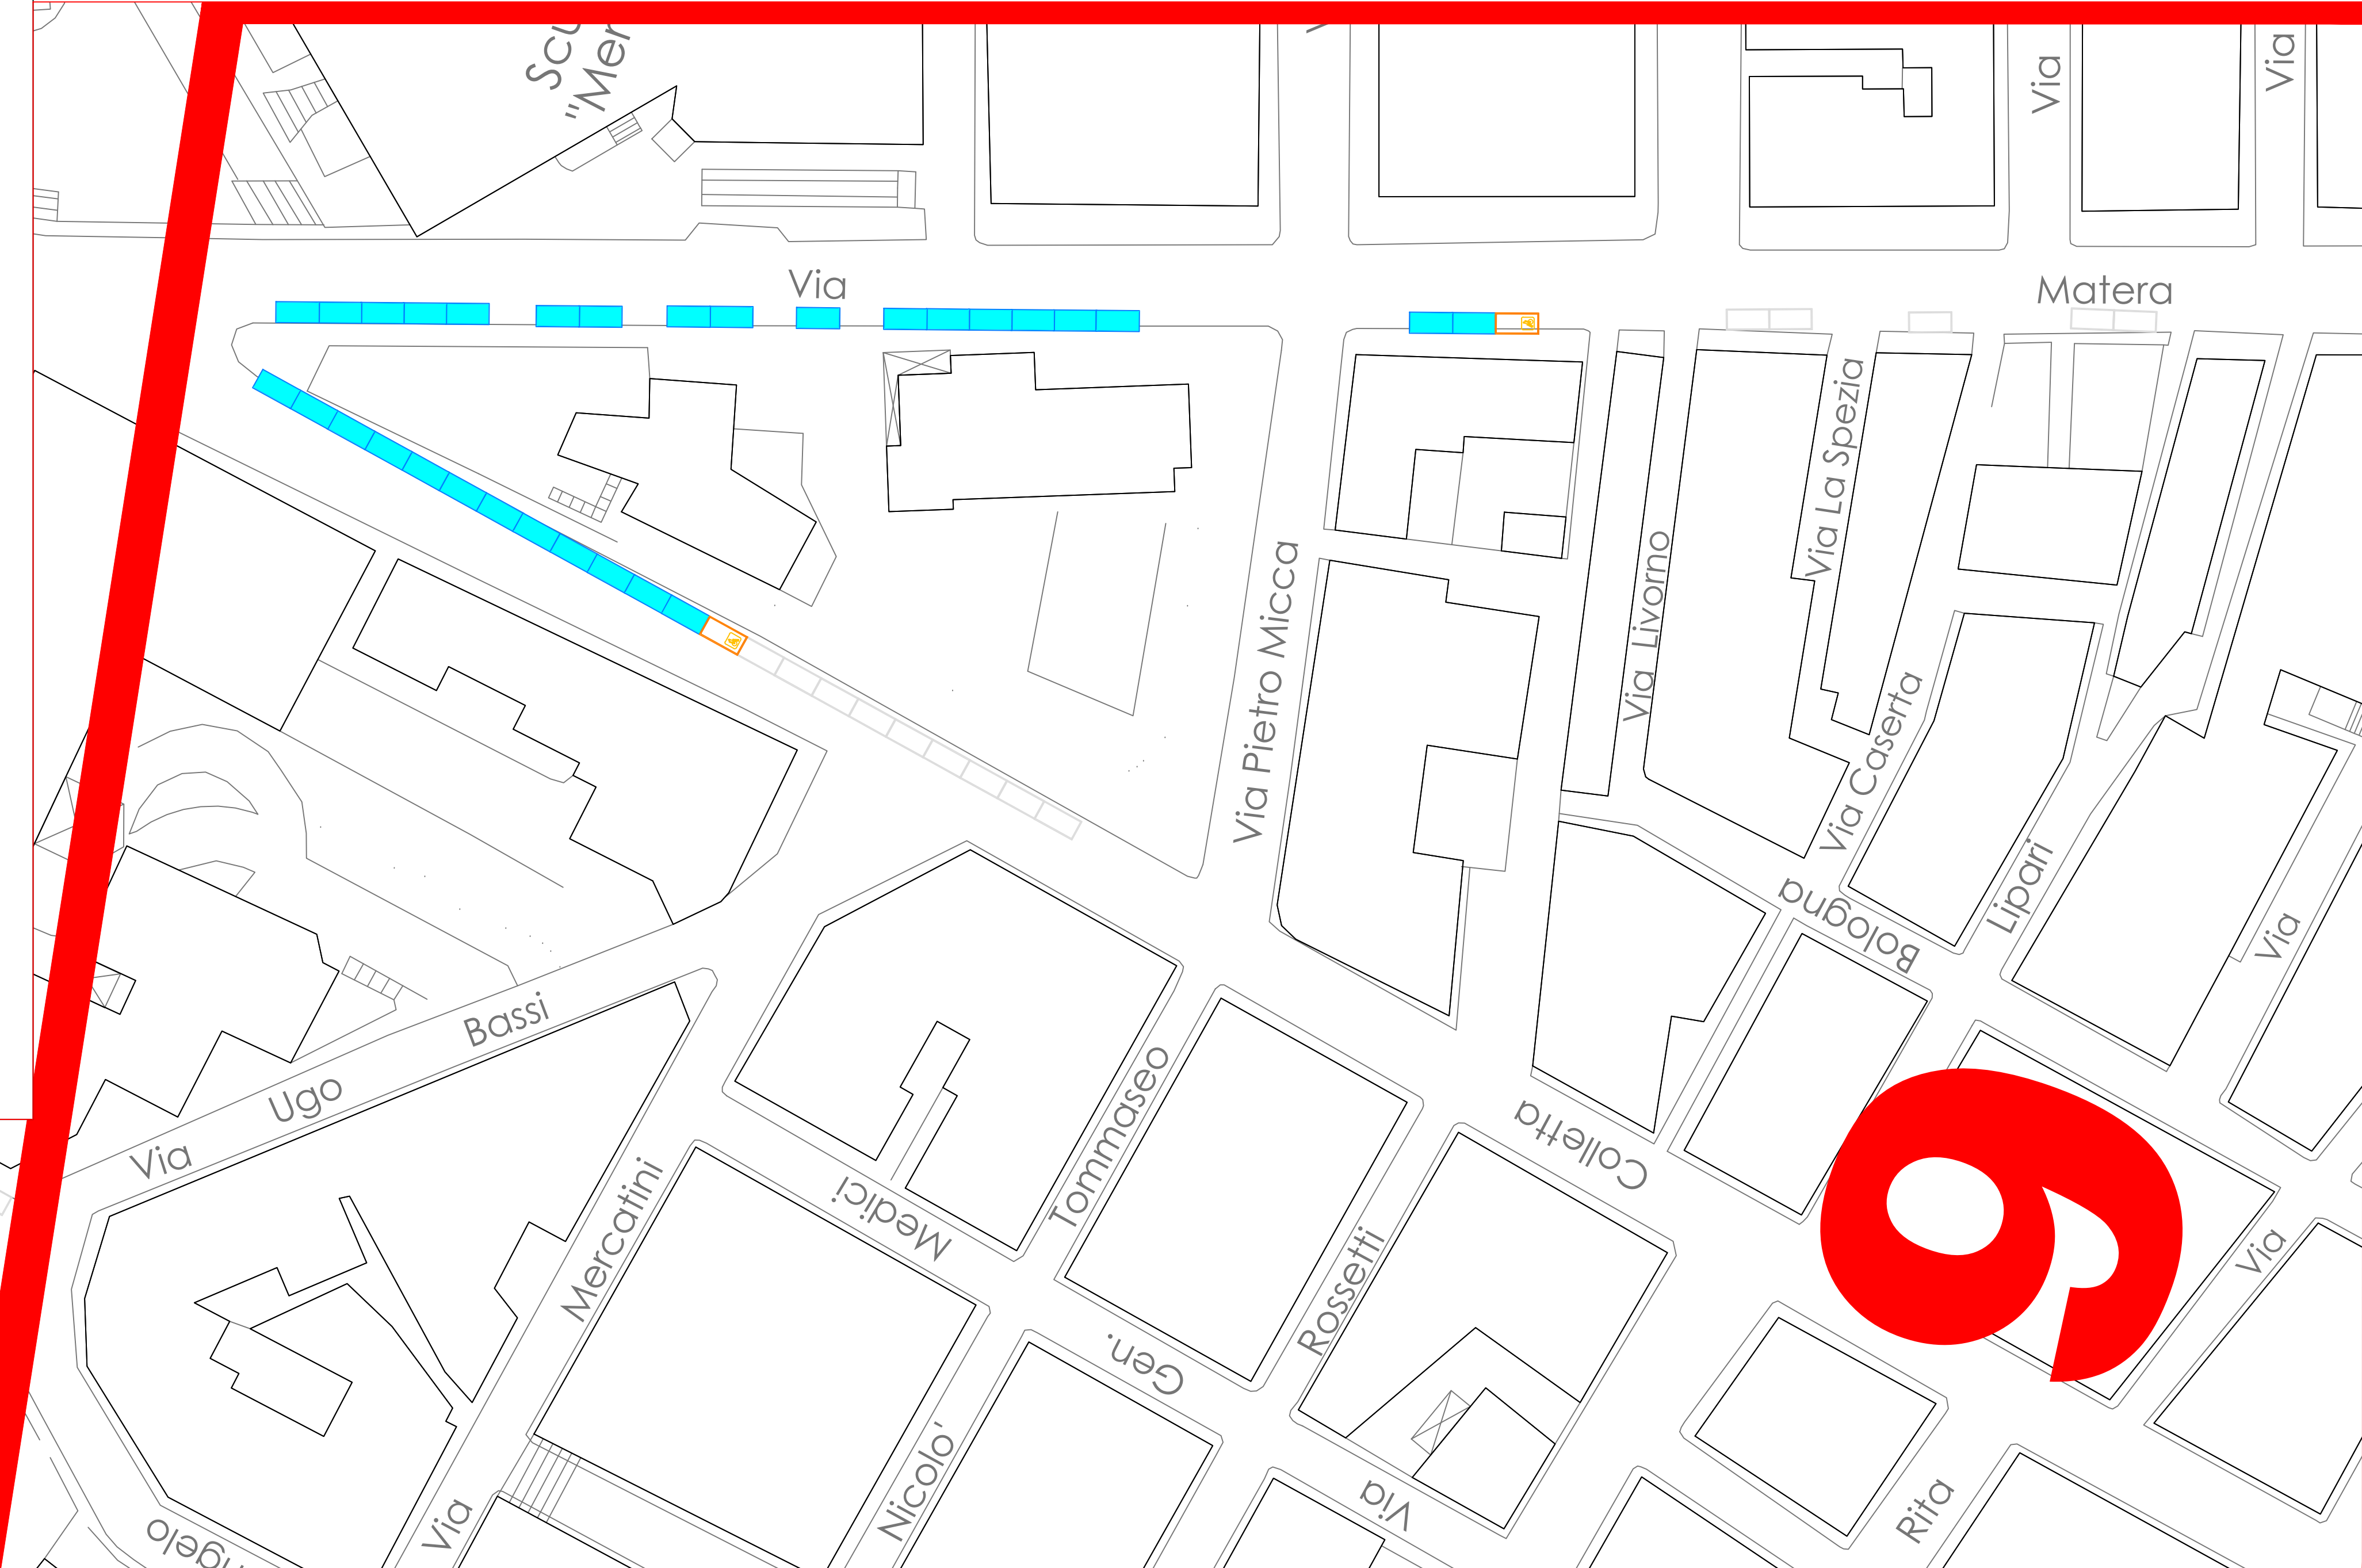 Via
Via
Via
Matera
Via La Spezia
Via Pietro Micca
Via Livorno
Via Caserta
Bologna
Lipari
Via
Via Ugo Bassi
Mercatini
Medici
Tommaseo
Colletta
9
Via
Rossetti
Gen.
Nicolo'
Via
Via
Rita